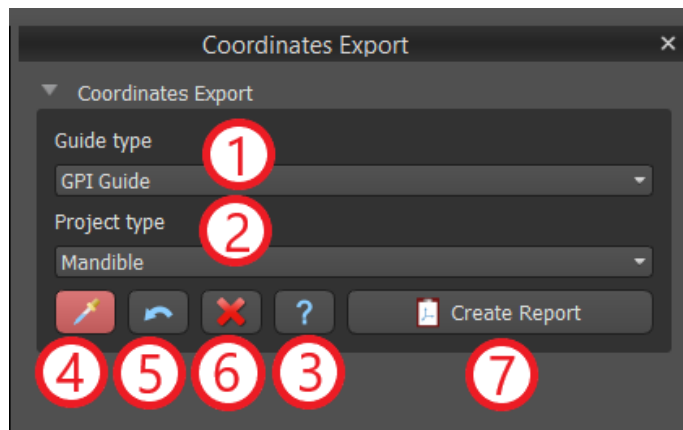 Coordinates Export ×
Coordinates Export
Guide type
1
GPI Guide
Project type
2
Mandible
? Create Report
4 5 6 3 7